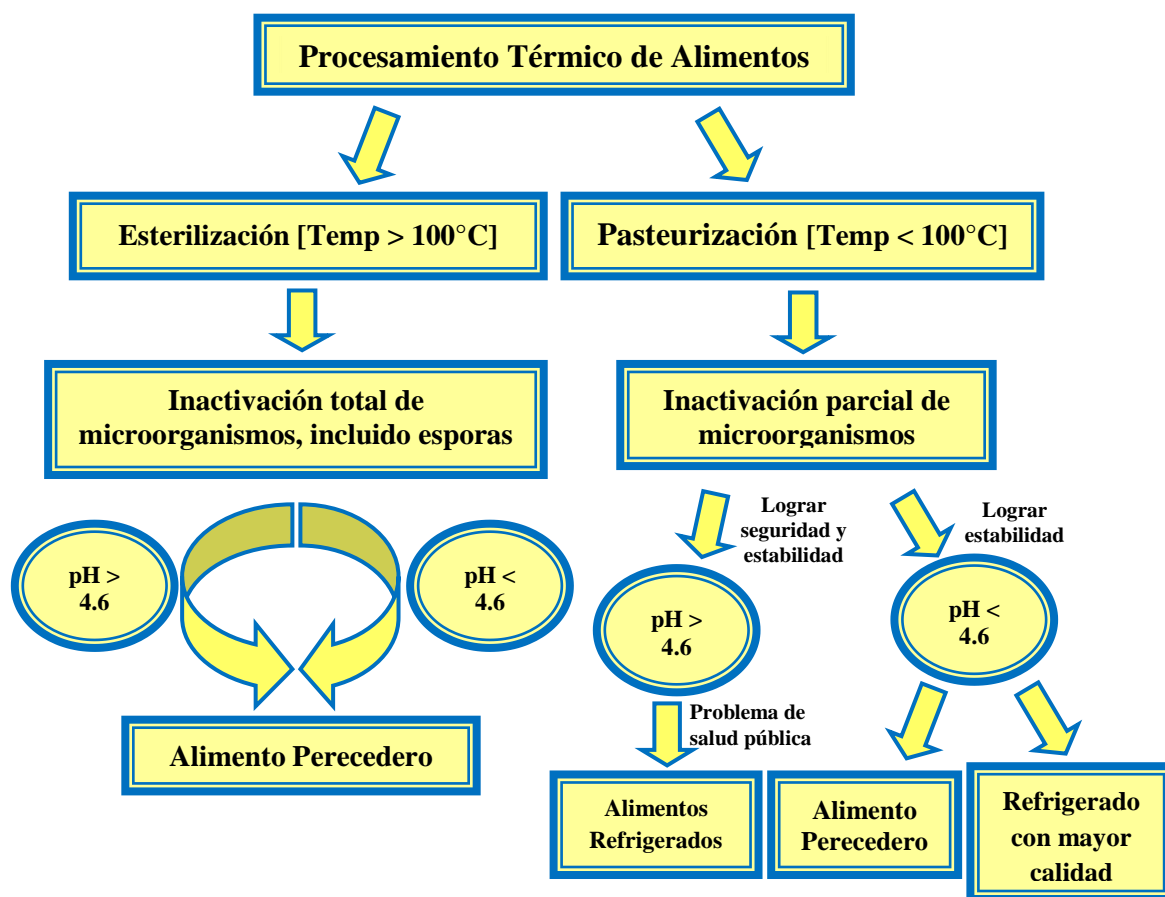 Procesamiento Térmico de Alimentos
Esterilización [Temp > 100°C]
Pasteurización [Temp < 100°C]
Inactivación total de
microorganismos, incluido esporas
Inactivación parcial de
microorganismos
Lograr
seguridad y
estabilidad
Lograr
estabilidad
pH >
4.6
pH <
4.6
pH >
4.6
pH <
4.6
Problema de
salud pública
Alimento Perecedero
Alimentos
Refrigerados
Alimento
Perecedero
Refrigerado
con mayor
calidad